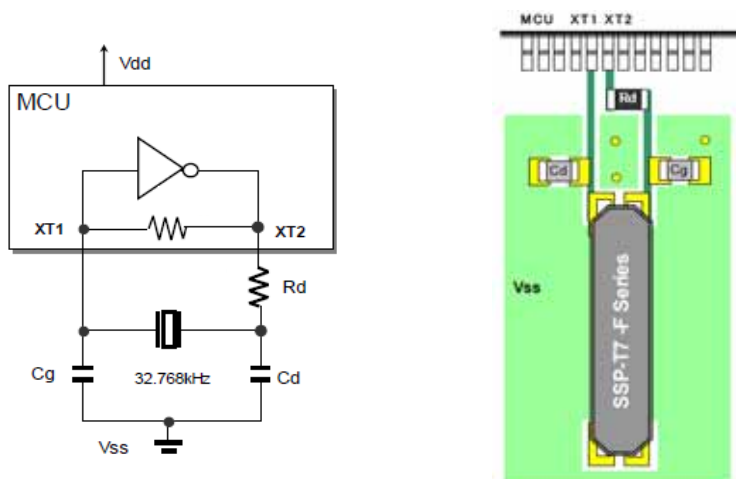 Vdd
MCU
XT1
XT2
Rd
Cg
32.768kHz
Cd
Vss
MCU XT1 XT2
Rd
Cd
Cg
Vss
SSP-T7 -F Series